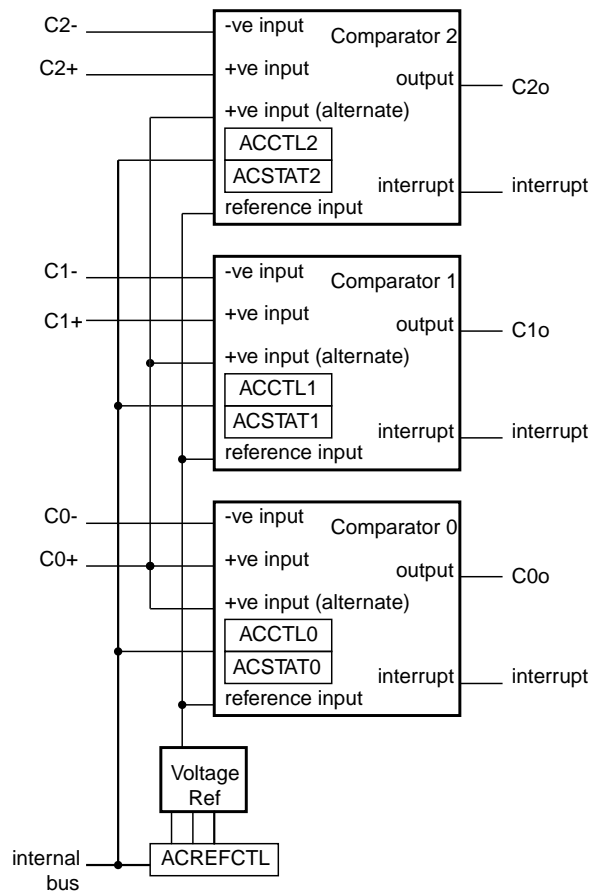 C2-
-ve input
Comparator 2
C2+
+ve input
output
C2o
+ve input (alternate)
ACCTL2
ACSTAT2
interrupt
interrupt
reference input
C1-
-ve input
Comparator 1
C1+
+ve input
output
C1o
+ve input (alternate)
ACCTL1
ACSTAT1
interrupt
interrupt
reference input
C0-
-ve input
Comparator 0
C0+
+ve input
output
C0o
+ve input (alternate)
ACCTL0
ACSTAT0
interrupt
interrupt
reference input
Voltage
Ref
internal
bus
ACREFCTL